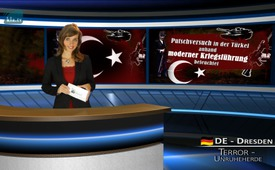 Putschversuch in der Türkei
anhand
moderner Kriegsführung
beleuchtet
DE - Dresden
Terror -
Unruheherde